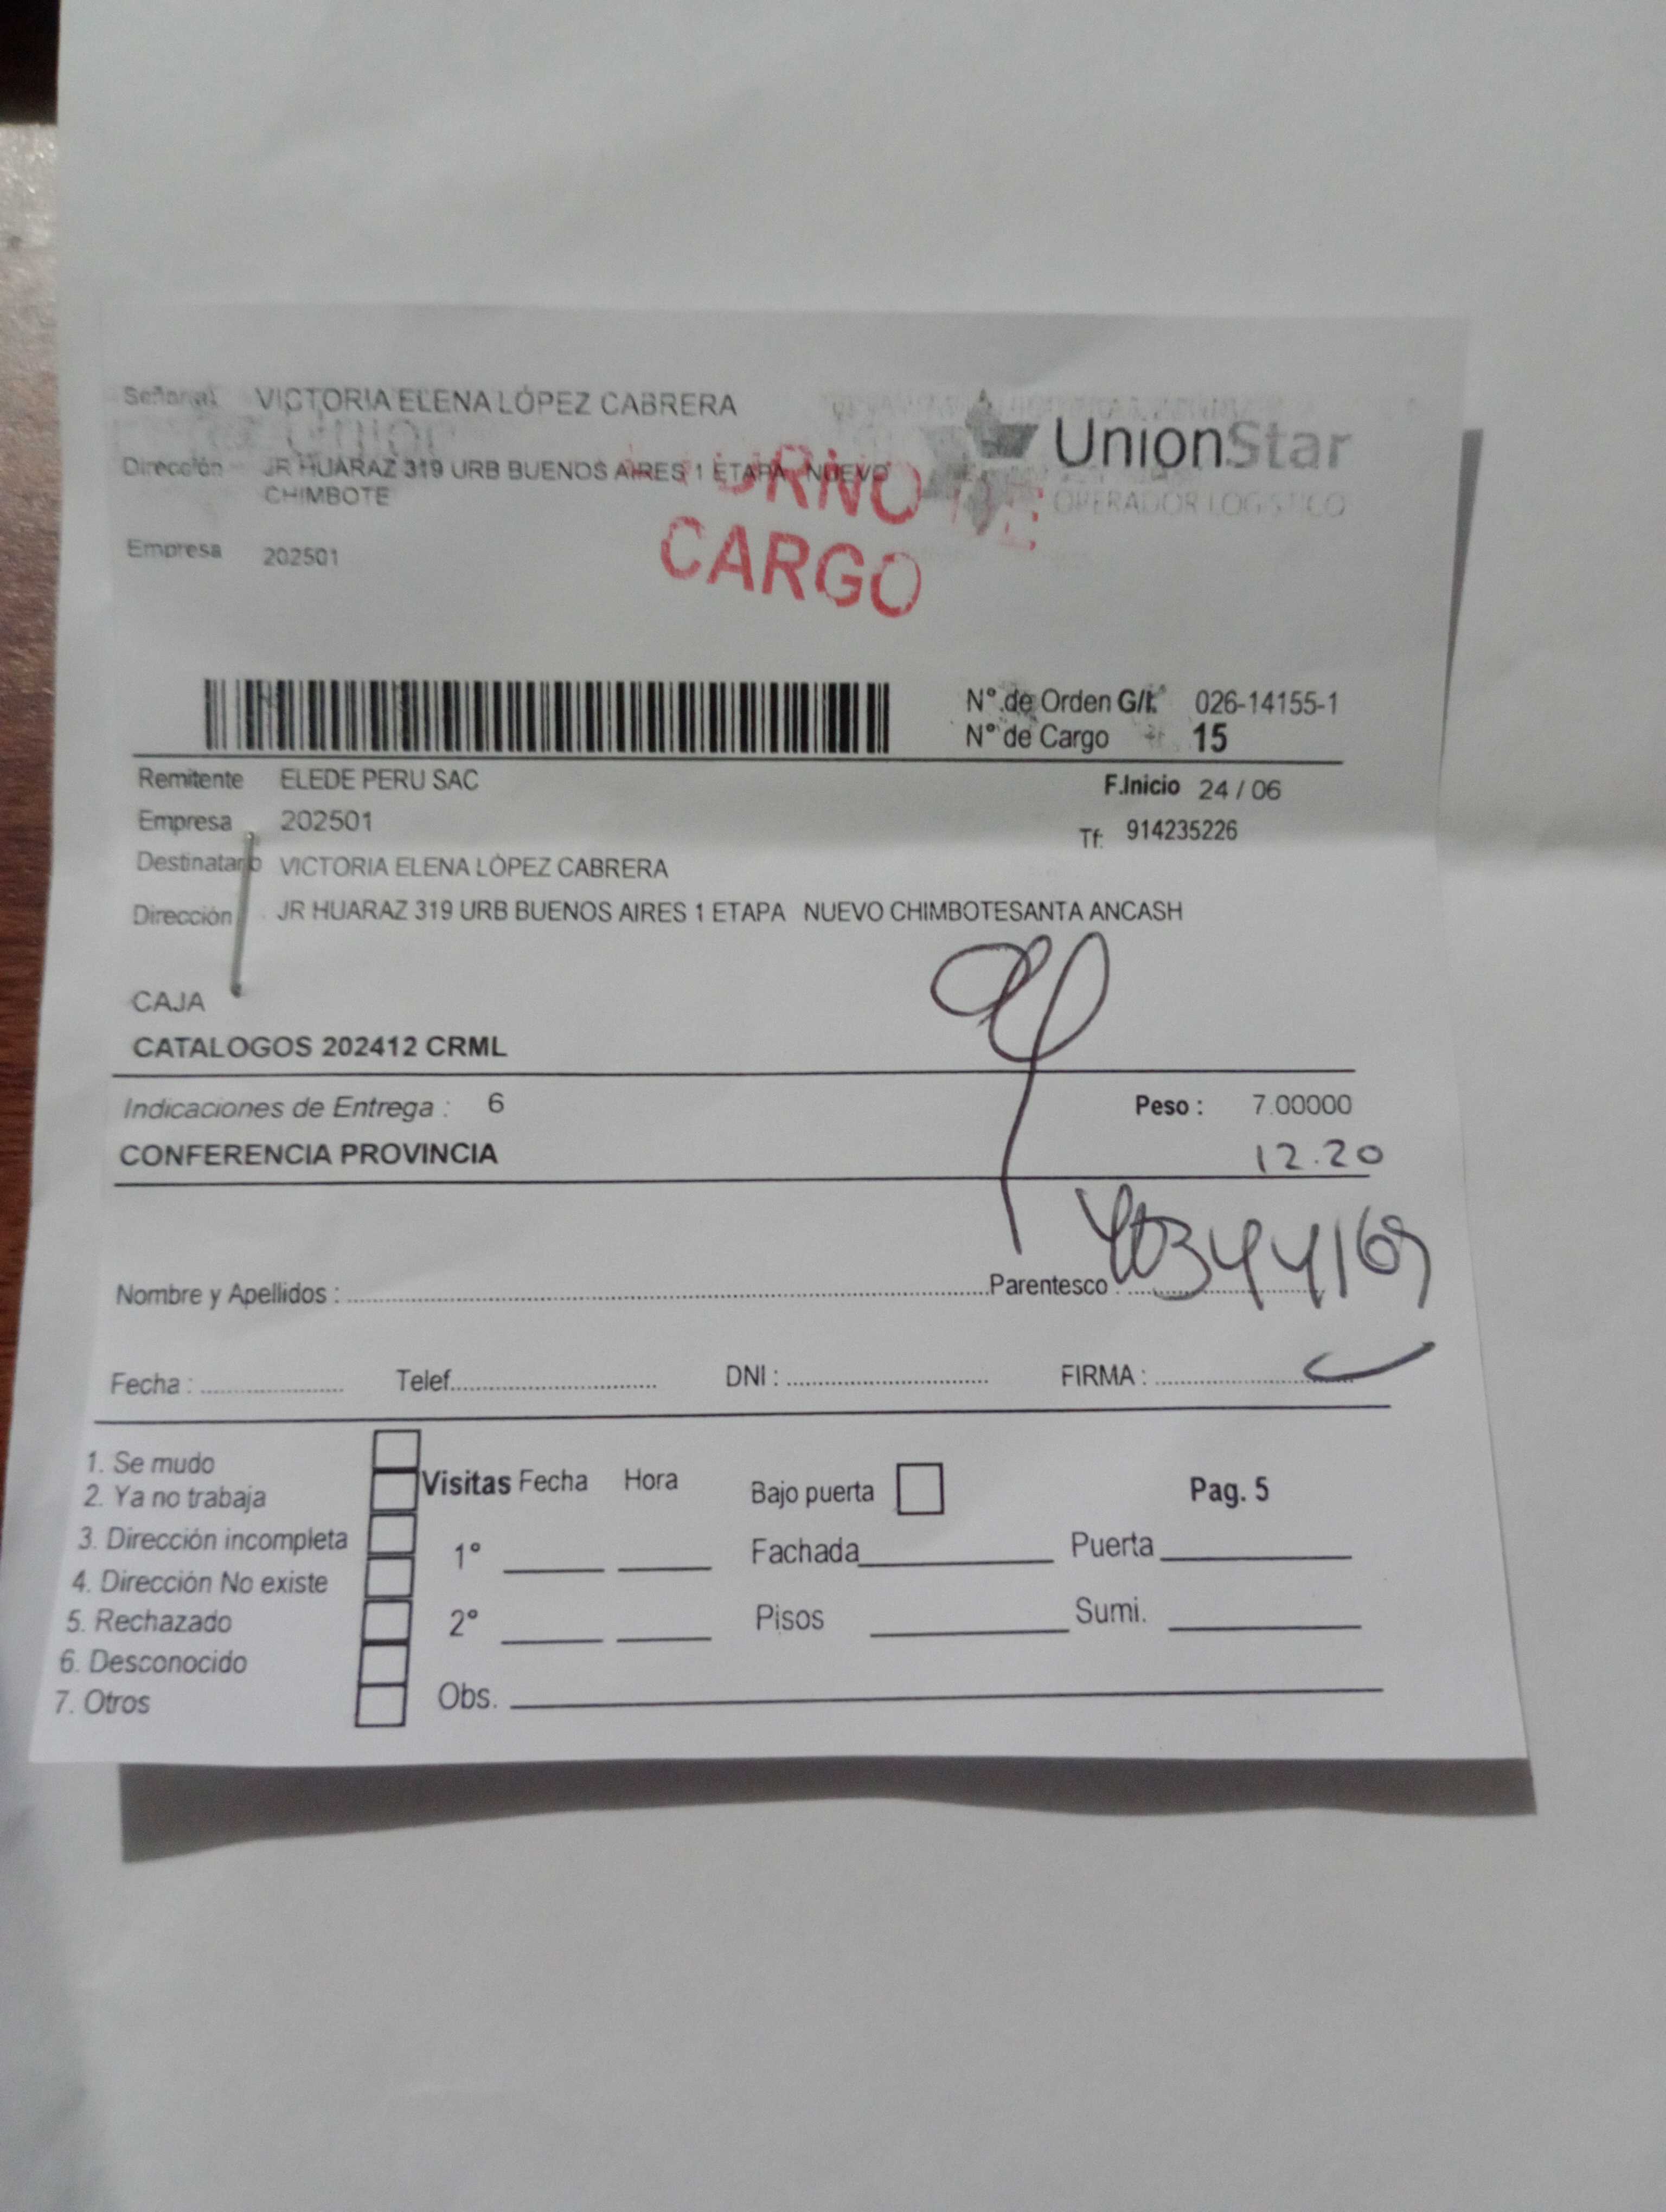 VICTORIA ELENA LÓPEZ CABRERA
UnionStar
OPERADOR LOGISTICO
Dirección JR HUARAZ 319 URB BUENOS AIRES 1 ETAPA NUEVO
CHIMBOTE
Empresa 202501
CARGO
N° de Orden G/I. 026-14155-1
N° de Cargo 15
Remitente ELEDE PERU SAC
F.Inicio 24 / 06
Empresa 202501
Tf: 914235226
Destinatario VICTORIA ELENA LÓPEZ CABRERA
Dirección JR HUARAZ 319 URB BUENOS AIRES 1 ETAPA NUEVO CHIMBOTESANTA ANCASH
CAJA
CATALOGOS 202412 CRML
Indicaciones de Entrega : 6
Peso : 7.00000
CONFERENCIA PROVINCIA
12.20
40344169
Nombre y Apellidos : Parentesco :
Fecha : Telef. DNI : FIRMA :
1. Se mudo
2. Ya no trabaja
3. Dirección incompleta
4. Dirección No existe
5. Rechazado
6. Desconocido
7. Otros
Visitas Fecha Hora
1°
2°
Obs.
Bajo puerta
Pag. 5
Fachada Puerta
Pisos Sumi.